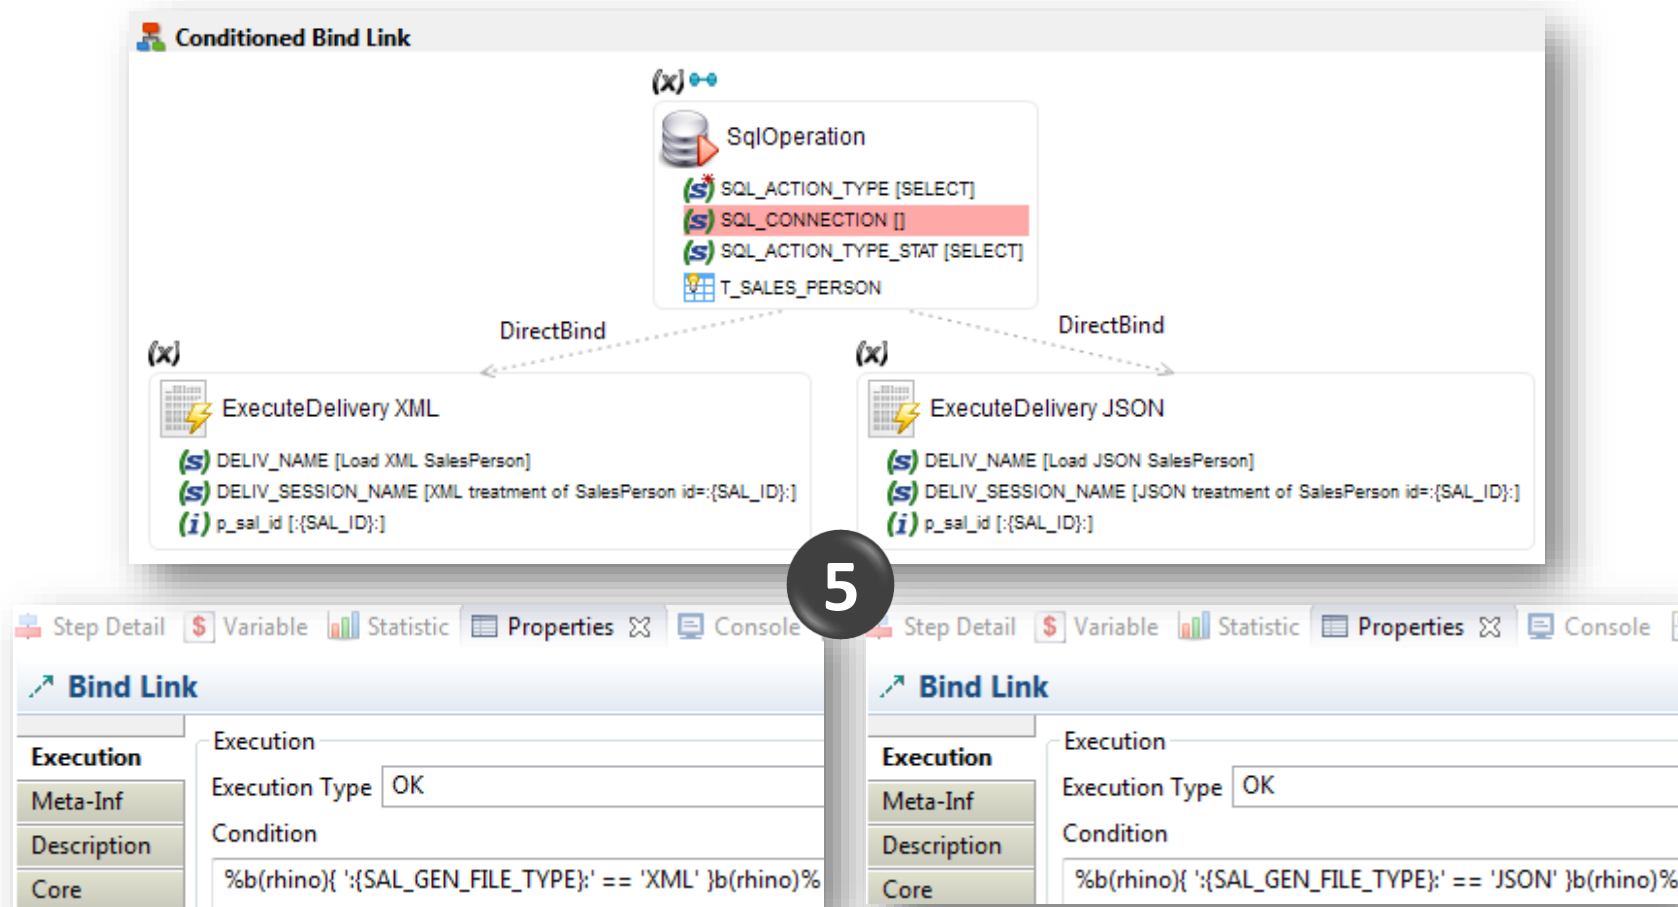 Conditioned Bind Link
(x)
SqlOperation
(s) SQL_ACTION_TYPE [SELECT]
(s) SQL_CONNECTION []
(s) SQL_ACTION_TYPE_STAT [SELECT]
T_SALES_PERSON
DirectBind
DirectBind
(x)
ExecuteDelivery XML
(s) DELIV_NAME [Load XML SalesPerson]
(s) DELIV_SESSION_NAME [XML treatment of SalesPerson id=:{SAL_ID}:]
(i) p_sal_id [:{SAL_ID}:]
(x)
ExecuteDelivery JSON
(s) DELIV_NAME [Load JSON SalesPerson]
(s) DELIV_SESSION_NAME [JSON treatment of SalesPerson id=:{SAL_ID}:]
(i) p_sal_id [:{SAL_ID}:]
5
Step Detail $ Variable Statistic Properties Console
Bind Link
Execution
Meta-Inf
Description
Core
Execution
Execution Type OK
Condition
%b(rhino){ ':{SAL_GEN_FILE_TYPE}:' == 'XML' }b(rhino)%
Step Detail $ Variable Statistic Properties Console
Bind Link
Execution
Meta-Inf
Description
Core
Execution
Execution Type OK
Condition
%b(rhino){ ':{SAL_GEN_FILE_TYPE}:' == 'JSON' }b(rhino)%